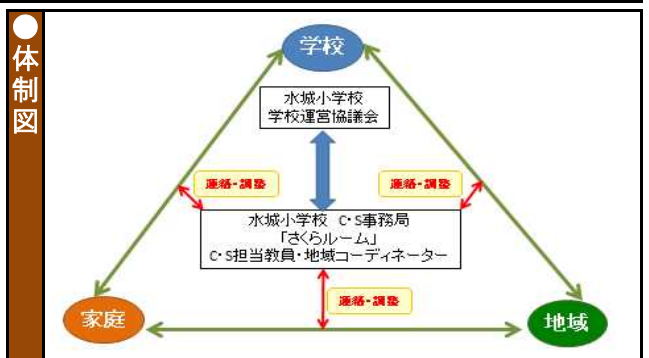 ●体制図
学校
水城小学校
学校運営協議会
連絡・調整
連絡・調整
水城小学校 C・S事務局
「さくらルーム」
C・S担当教員・地域コーディネーター
連絡・調整
家庭
地域